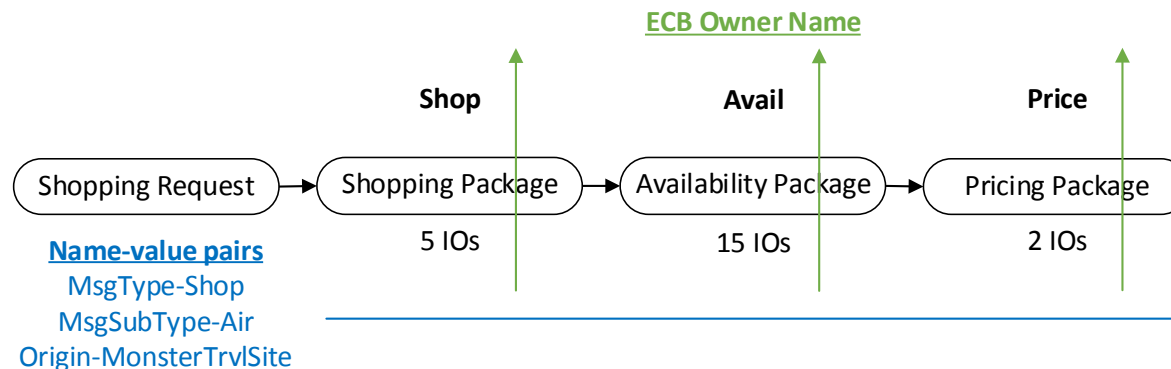 ECB Owner Name
Shop
Avail
Price
Shopping Request
Shopping Package
Availability Package
Pricing Package
5 IOs
15 IOs
2 IOs
Name-value pairs
MsgType-Shop
MsgSubType-Air
Origin-MonsterTrvlSite